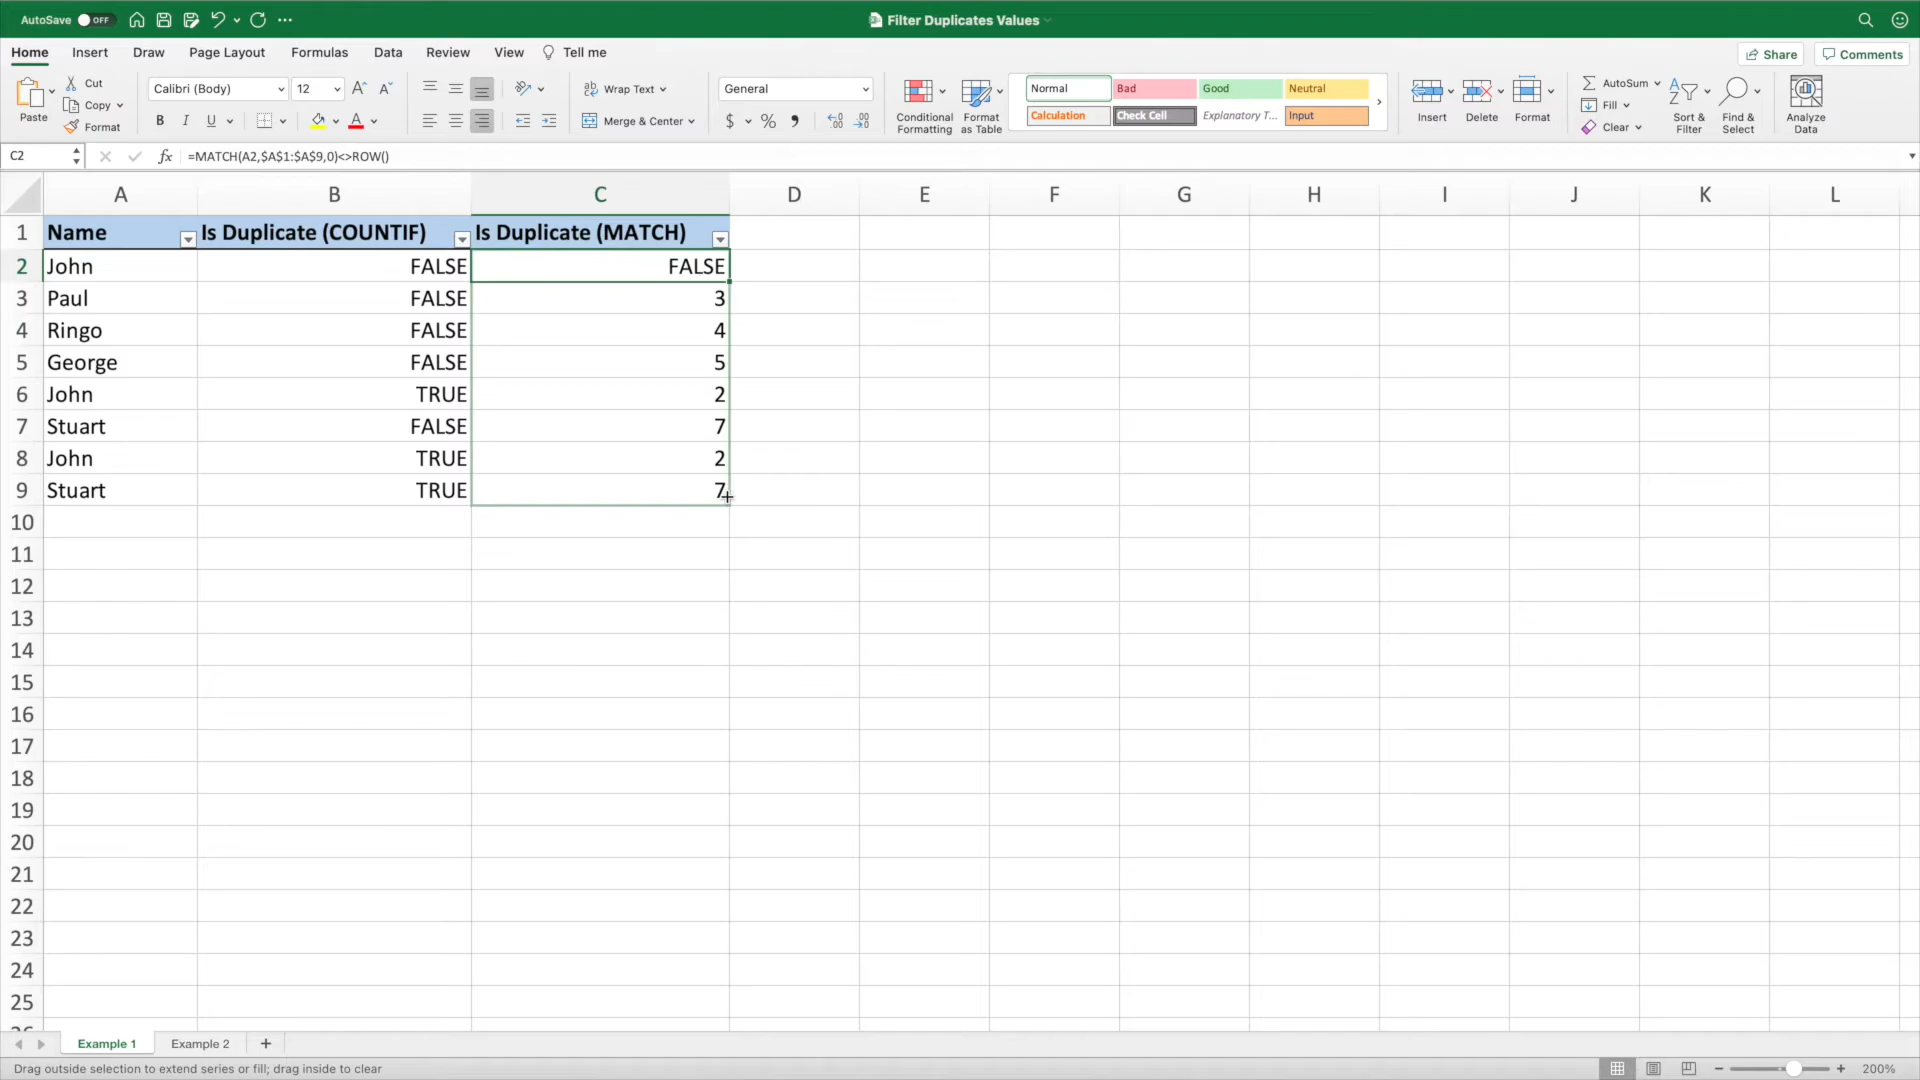 AutoSave OFF
Filter Duplicates Values
Home Insert Draw Page Layout Formulas Data Review View Tell me
Share Comments
Paste
Cut
Copy
Format
Calibri (Body) 12
Wrap Text
Merge & Center
General
$ %
Conditional Formatting
Format as Table
Normal Bad Good Neutral
Calculation Check Cell Explanatory T... Input
Insert Delete Format
AutoSum
Fill
Clear
Sort & Filter
Find & Select
Analyze Data
C2 fx =MATCH(A2,$A$1:$A$9,0)<>ROW()
A B C D E F G H I J K L
1 Name Is Duplicate (COUNTIF) Is Duplicate (MATCH)
2 John FALSE FALSE
3 Paul FALSE 3
4 Ringo FALSE 4
5 George FALSE 5
6 John TRUE 2
7 Stuart FALSE 7
8 John TRUE 2
9 Stuart TRUE 7
10
11
12
13
14
15
16
17
18
19
20
21
22
23
24
25
26
Example 1 Example 2 +
Drag outside selection to extend series or fill; drag inside to clear
200%